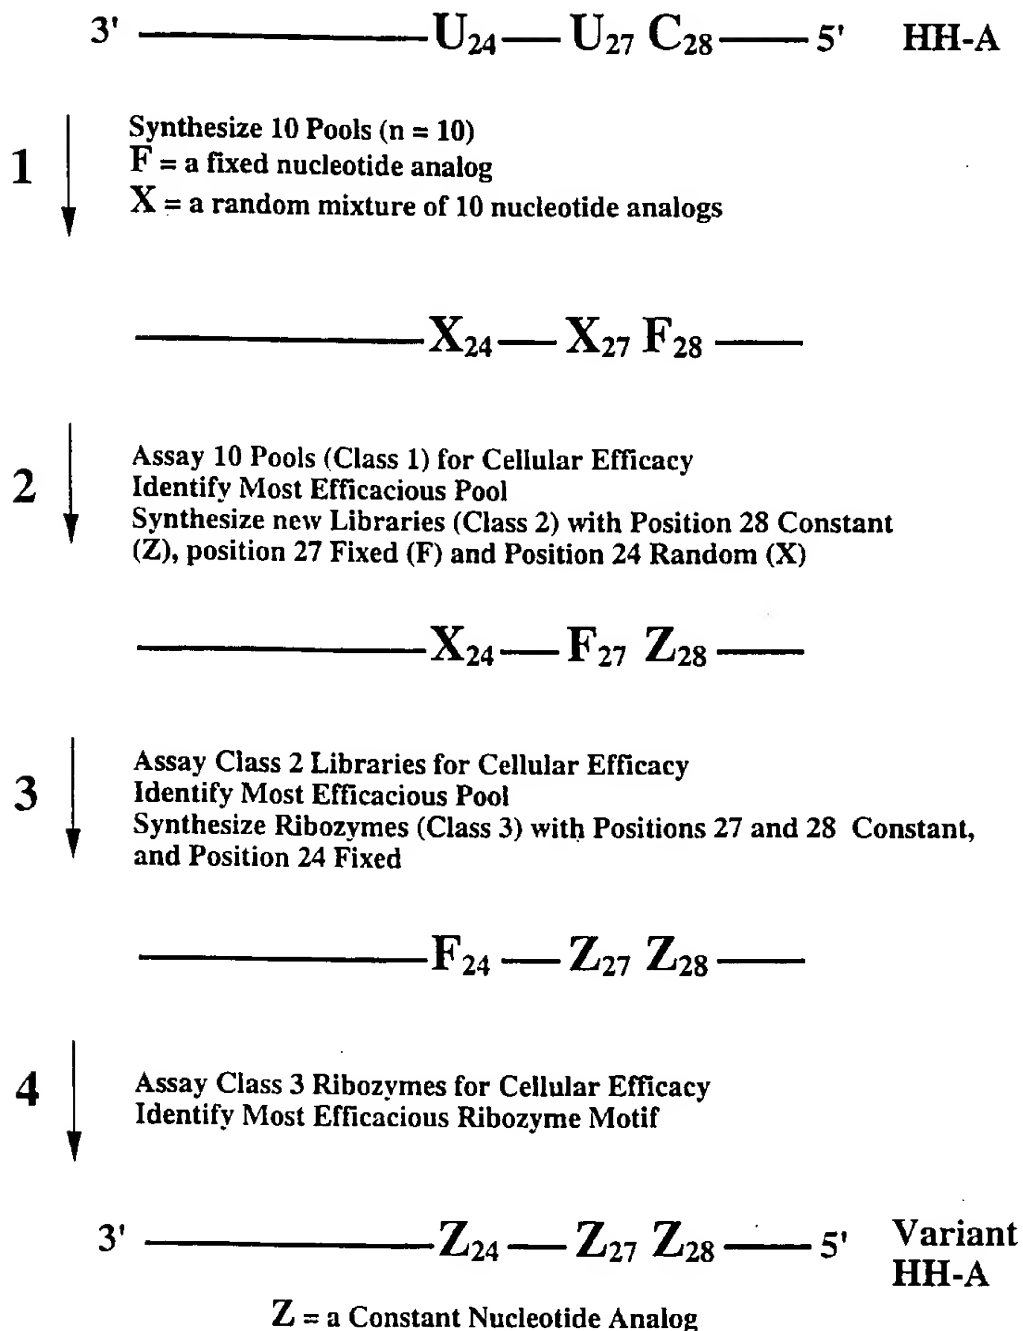 3' U24 U27 C28 5' HH-A
1
Synthesize 10 Pools (n = 10)
F = a fixed nucleotide analog
X = a random mixture of 10 nucleotide analogs
X24 X27 F28
2
Assay 10 Pools (Class 1) for Cellular Efficacy
Identify Most Efficacious Pool
Synthesize new Libraries (Class 2) with Position 28 Constant
(Z), position 27 Fixed (F) and Position 24 Random (X)
X24 F27 Z28
3
Assay Class 2 Libraries for Cellular Efficacy
Identify Most Efficacious Pool
Synthesize Ribozymes (Class 3) with Positions 27 and 28 Constant,
and Position 24 Fixed
F24 Z27 Z28
4
Assay Class 3 Ribozymes for Cellular Efficacy
Identify Most Efficacious Ribozyme Motif
3' Z24 Z27 Z28 5' Variant
HH-A
Z = a Constant Nucleotide Analog